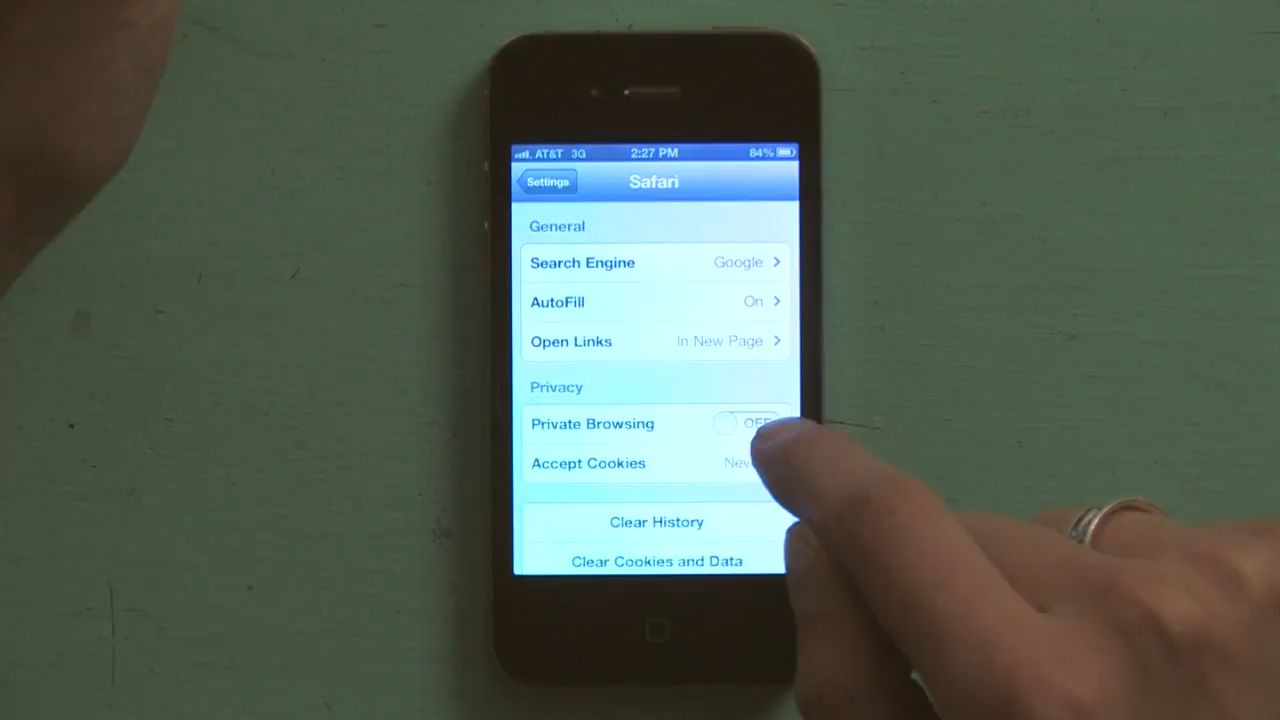 AT&T 3G 2:27 PM 84%
Settings Safari
General
Search Engine Google
AutoFill On
Open Links In New Page
Privacy
Private Browsing OFF
Accept Cookies
Clear History
Clear Cookies and Data